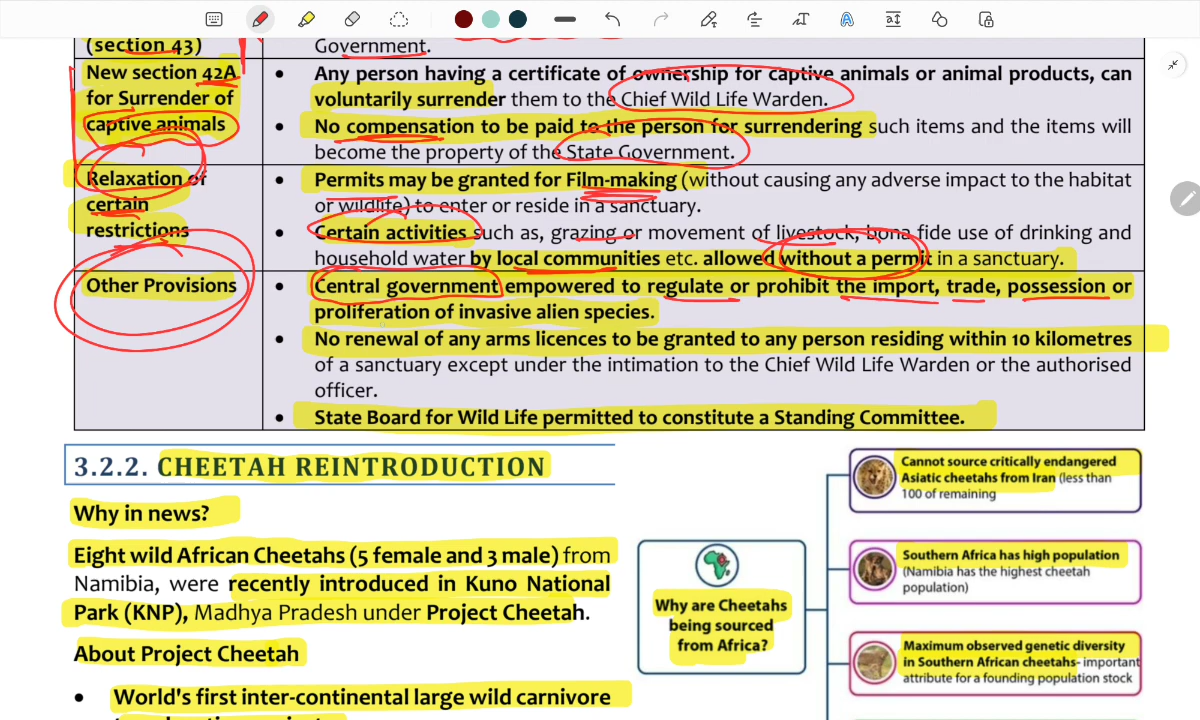 (section 43)
Government.
New section 42A
for Surrender of
captive animals
• Any person having a certificate of ownership for captive animals or animal products, can
voluntarily surrender them to the Chief Wild Life Warden.
• No compensation to be paid to the person for surrendering such items and the items will
become the property of the State Government.
Relaxation of
certain
restrictions
• Permits may be granted for Film-making (without causing any adverse impact to the habitat
or wildlife) to enter or reside in a sanctuary.
• Certain activities such as, grazing or movement of livestock, bona fide use of drinking and
household water by local communities etc. allowed without a permit in a sanctuary.
Other Provisions
• Central government empowered to regulate or prohibit the import, trade, possession or
proliferation of invasive alien species.
• No renewal of any arms licences to be granted to any person residing within 10 kilometres
of a sanctuary except under the intimation to the Chief Wild Life Warden or the authorised
officer.
• State Board for Wild Life permitted to constitute a Standing Committee.
3.2.2. CHEETAH REINTRODUCTION
Why in news?
Eight wild African Cheetahs (5 female and 3 male) from
Namibia, were recently introduced in Kuno National
Park (KNP), Madhya Pradesh under Project Cheetah.
About Project Cheetah
• World's first inter-continental large wild carnivore
Why are Cheetahs
being sourced
from Africa?
Cannot source critically endangered
Asiatic cheetahs from Iran (less than
100 of remaining
Southern Africa has high population
(Namibia has the highest cheetah
population)
Maximum observed genetic diversity
in Southern African cheetahs- important
attribute for a founding population stock